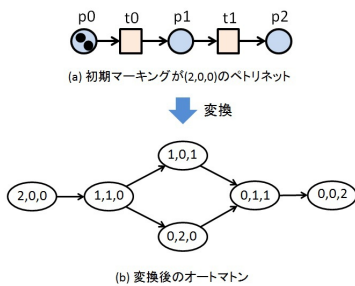 p0 t0 p1 t1 p2
(a) 初期マーキングが(2,0,0)のペトリネット
変換
1,0,1
2,0,0 1,1,0 0,1,1 0,0,2
0,2,0
(b) 変換後のオートマトン